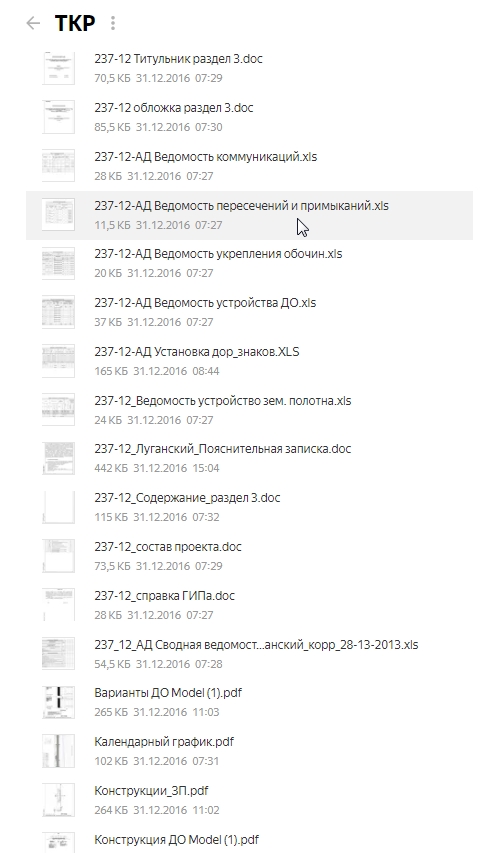 ТКР
237-12 Титульник раздел 3.doc
70,5 КБ 31.12.2016 07:29
237-12 обложка раздел 3.doc
85,5 КБ 31.12.2016 07:30
237-12-АД Ведомость коммуникаций.xls
28 КБ 31.12.2016 07:27
237-12-АД Ведомость пересечений и примыканий.xls
11,5 КБ 31.12.2016 07:27
237-12-АД Ведомость укрепления обочин.xls
20 КБ 31.12.2016 07:27
237-12-АД Ведомость устройства ДО.xls
37 КБ 31.12.2016 07:27
237-12-АД Установка дор_знаков.XLS
165 КБ 31.12.2016 08:44
237-12_Ведомость устройство зем. полотна.xls
24 КБ 31.12.2016 07:27
237-12_Луганский_Пояснительная записка.doc
442 КБ 31.12.2016 15:04
237-12_Содержание_раздел 3.doc
115 КБ 31.12.2016 07:32
237-12_состав проекта.doc
73,5 КБ 31.12.2016 07:29
237-12_справка ГИПа.doc
28 КБ 31.12.2016 07:27
237_12_АД Сводная ведомост...анский_корр_28-13-2013.xls
54,5 КБ 31.12.2016 07:28
Варианты ДО Model (1).pdf
265 КБ 31.12.2016 11:03
Календарный график.pdf
102 КБ 31.12.2016 07:31
Конструкции_ЗП.pdf
264 КБ 31.12.2016 11:02
Конструкция ДО Model (1).pdf